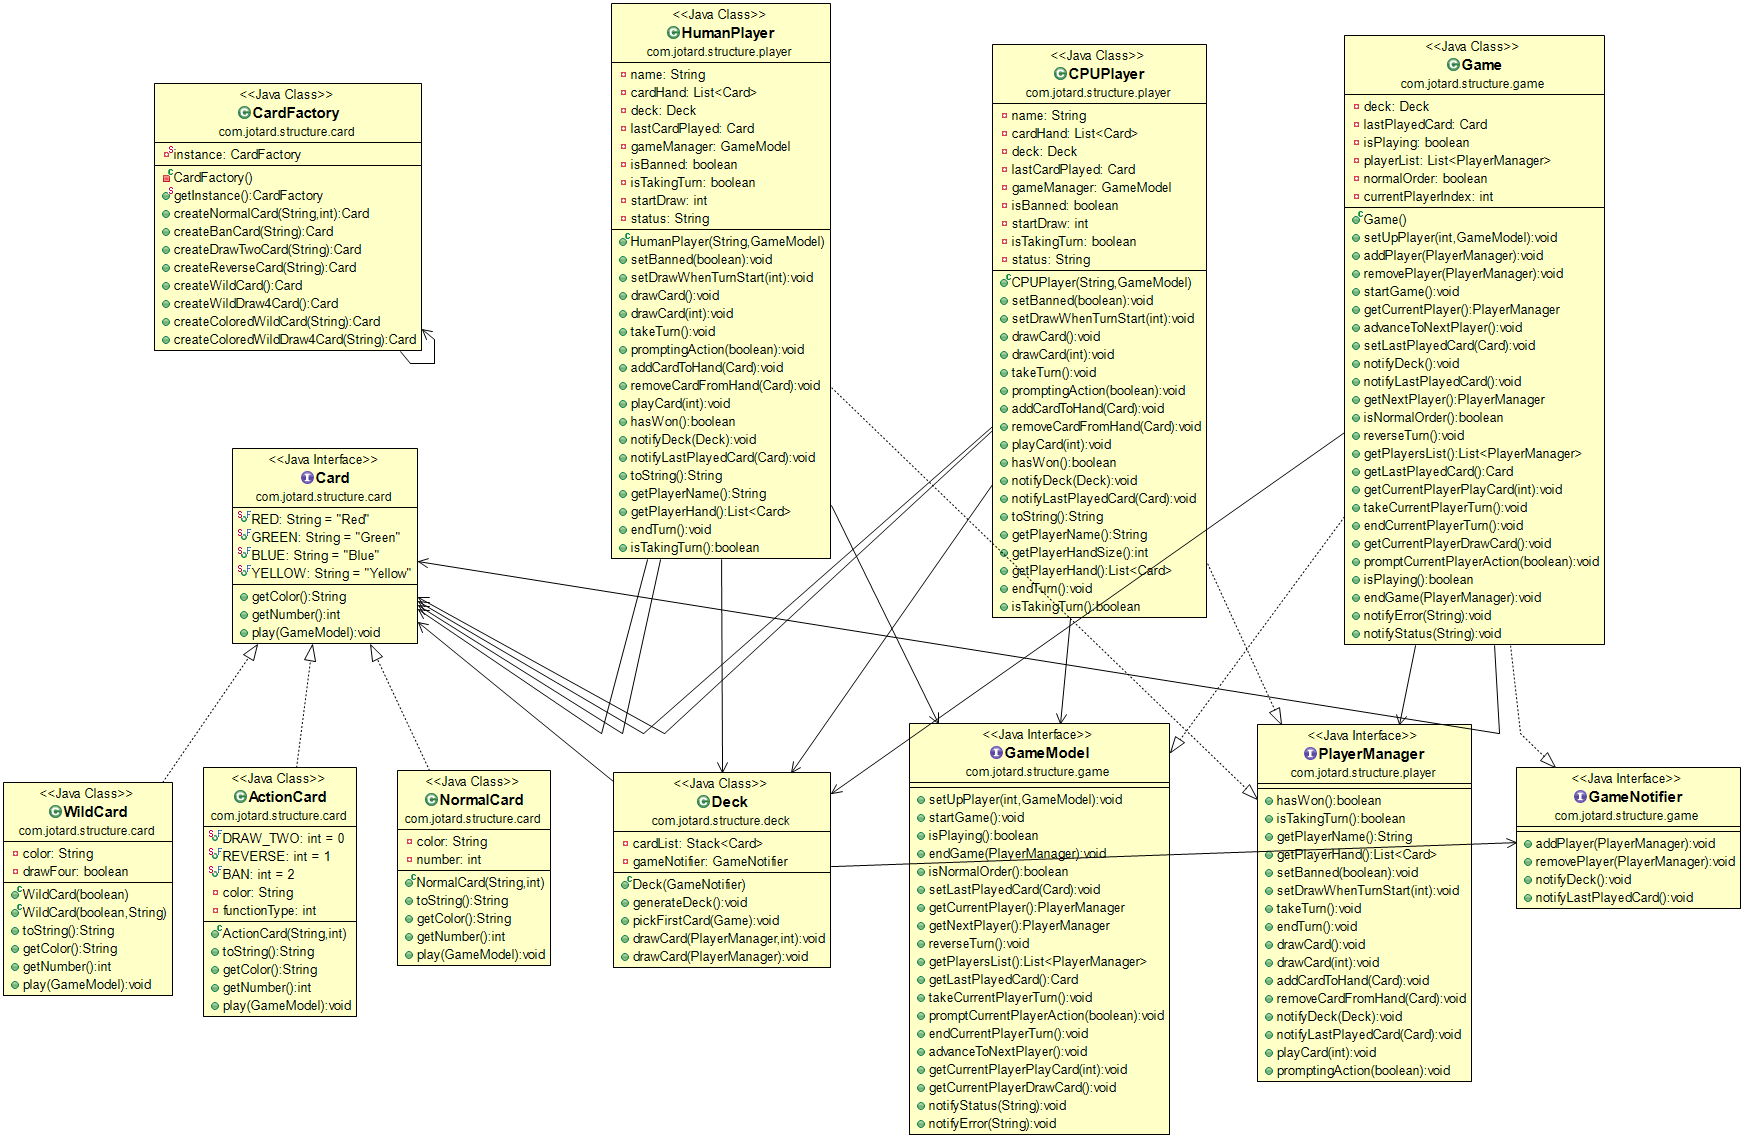 <<Java Class>>
CardFactory
com.jotard.structure.card
instance: CardFactory
CardFactory()
getInstance():CardFactory
createNormalCard(String,int):Card
createBanCard(String):Card
createDrawTwoCard(String):Card
createReverseCard(String):Card
createWildCard():Card
createWildDraw4Card():Card
createColoredWildCard(String):Card
createColoredWildDraw4Card(String):Card
<<Java Class>>
HumanPlayer
com.jotard.structure.player
name: String
cardHand: List<Card>
deck: Deck
lastCardPlayed: Card
gameManager: GameModel
isBanned: boolean
isTakingTurn: boolean
startDraw: int
status: String
HumanPlayer(String,GameModel)
setBanned(boolean):void
setDrawWhenTurnStart(int):void
drawCard():void
drawCard(int):void
takeTurn():void
promptingAction(boolean):void
addCardToHand(Card):void
removeCardFromHand(Card):void
playCard(int):void
hasWon():boolean
notifyDeck(Deck):void
notifyLastPlayedCard(Card):void
toString():String
getPlayerName():String
getPlayerHand():List<Card>
endTurn():void
isTakingTurn():boolean
<<Java Class>>
CPUPlayer
com.jotard.structure.player
name: String
cardHand: List<Card>
deck: Deck
lastCardPlayed: Card
gameManager: GameModel
isBanned: boolean
startDraw: int
isTakingTurn: boolean
status: String
CPUPlayer(String,GameModel)
setBanned(boolean):void
setDrawWhenTurnStart(int):void
drawCard():void
drawCard(int):void
takeTurn():void
promptingAction(boolean):void
addCardToHand(Card):void
removeCardFromHand(Card):void
playCard(int):void
hasWon():boolean
notifyDeck(Deck):void
notifyLastPlayedCard(Card):void
toString():String
getPlayerName():String
getPlayerHandSize():int
getPlayerHand():List<Card>
endTurn():void
isTakingTurn():boolean
<<Java Class>>
Game
com.jotard.structure.game
deck: Deck
lastPlayedCard: Card
isPlaying: boolean
playerList: List<PlayerManager>
normalOrder: boolean
currentPlayerIndex: int
Game()
setUpPlayer(int,GameModel):void
addPlayer(PlayerManager):void
removePlayer(PlayerManager):void
startGame():void
getCurrentPlayer():PlayerManager
advanceToNextPlayer():void
setLastPlayedCard(Card):void
notifyDeck():void
notifyLastPlayedCard():void
getNextPlayer():PlayerManager
isNormalOrder():boolean
reverseTurn():void
getPlayersList():List<PlayerManager>
getLastPlayedCard():Card
getCurrentPlayerPlayCard(int):void
takeCurrentPlayerTurn():void
endCurrentPlayerTurn():void
getCurrentPlayerDrawCard():void
promptCurrentPlayerAction(boolean):void
isPlaying():boolean
endGame(PlayerManager):void
notifyError(String):void
notifyStatus(String):void
<<Java Interface>>
Card
com.jotard.structure.card
RED: String = "Red"
GREEN: String = "Green"
BLUE: String = "Blue"
YELLOW: String = "Yellow"
getColor():String
getNumber():int
play(GameModel):void
<<Java Class>>
WildCard
com.jotard.structure.card
color: String
drawFour: boolean
WildCard(boolean)
WildCard(boolean,String)
toString():String
getColor():String
getNumber():int
play(GameModel):void
<<Java Class>>
ActionCard
com.jotard.structure.card
DRAW_TWO: int = 0
REVERSE: int = 1
BAN: int = 2
color: String
functionType: int
ActionCard(String,int)
toString():String
getColor():String
getNumber():int
play(GameModel):void
<<Java Class>>
NormalCard
com.jotard.structure.card
color: String
number: int
NormalCard(String,int)
toString():String
getColor():String
getNumber():int
play(GameModel):void
<<Java Class>>
Deck
com.jotard.structure.deck
cardList: Stack<Card>
gameNotifier: GameNotifier
Deck(GameNotifier)
generateDeck():void
pickFirstCard(Game):void
drawCard(PlayerManager,int):void
drawCard(PlayerManager):void
<<Java Interface>>
GameModel
com.jotard.structure.game
setUpPlayer(int,GameModel):void
startGame():void
isPlaying():boolean
endGame(PlayerManager):void
isNormalOrder():boolean
setLastPlayedCard(Card):void
getCurrentPlayer():PlayerManager
getNextPlayer():PlayerManager
reverseTurn():void
getPlayersList():List<PlayerManager>
getLastPlayedCard():Card
takeCurrentPlayerTurn():void
promptCurrentPlayerAction(boolean):void
endCurrentPlayerTurn():void
advanceToNextPlayer():void
getCurrentPlayerPlayCard(int):void
getCurrentPlayerDrawCard():void
notifyStatus(String):void
notifyError(String):void
<<Java Interface>>
PlayerManager
com.jotard.structure.player
hasWon():boolean
isTakingTurn():boolean
getPlayerName():String
getPlayerHand():List<Card>
setBanned(boolean):void
setDrawWhenTurnStart(int):void
takeTurn():void
endTurn():void
drawCard():void
drawCard(int):void
addCardToHand(Card):void
removeCardFromHand(Card):void
notifyDeck(Deck):void
notifyLastPlayedCard(Card):void
playCard(int):void
promptingAction(boolean):void
<<Java Interface>>
GameNotifier
com.jotard.structure.game
addPlayer(PlayerManager):void
removePlayer(PlayerManager):void
notifyDeck():void
notifyLastPlayedCard():void